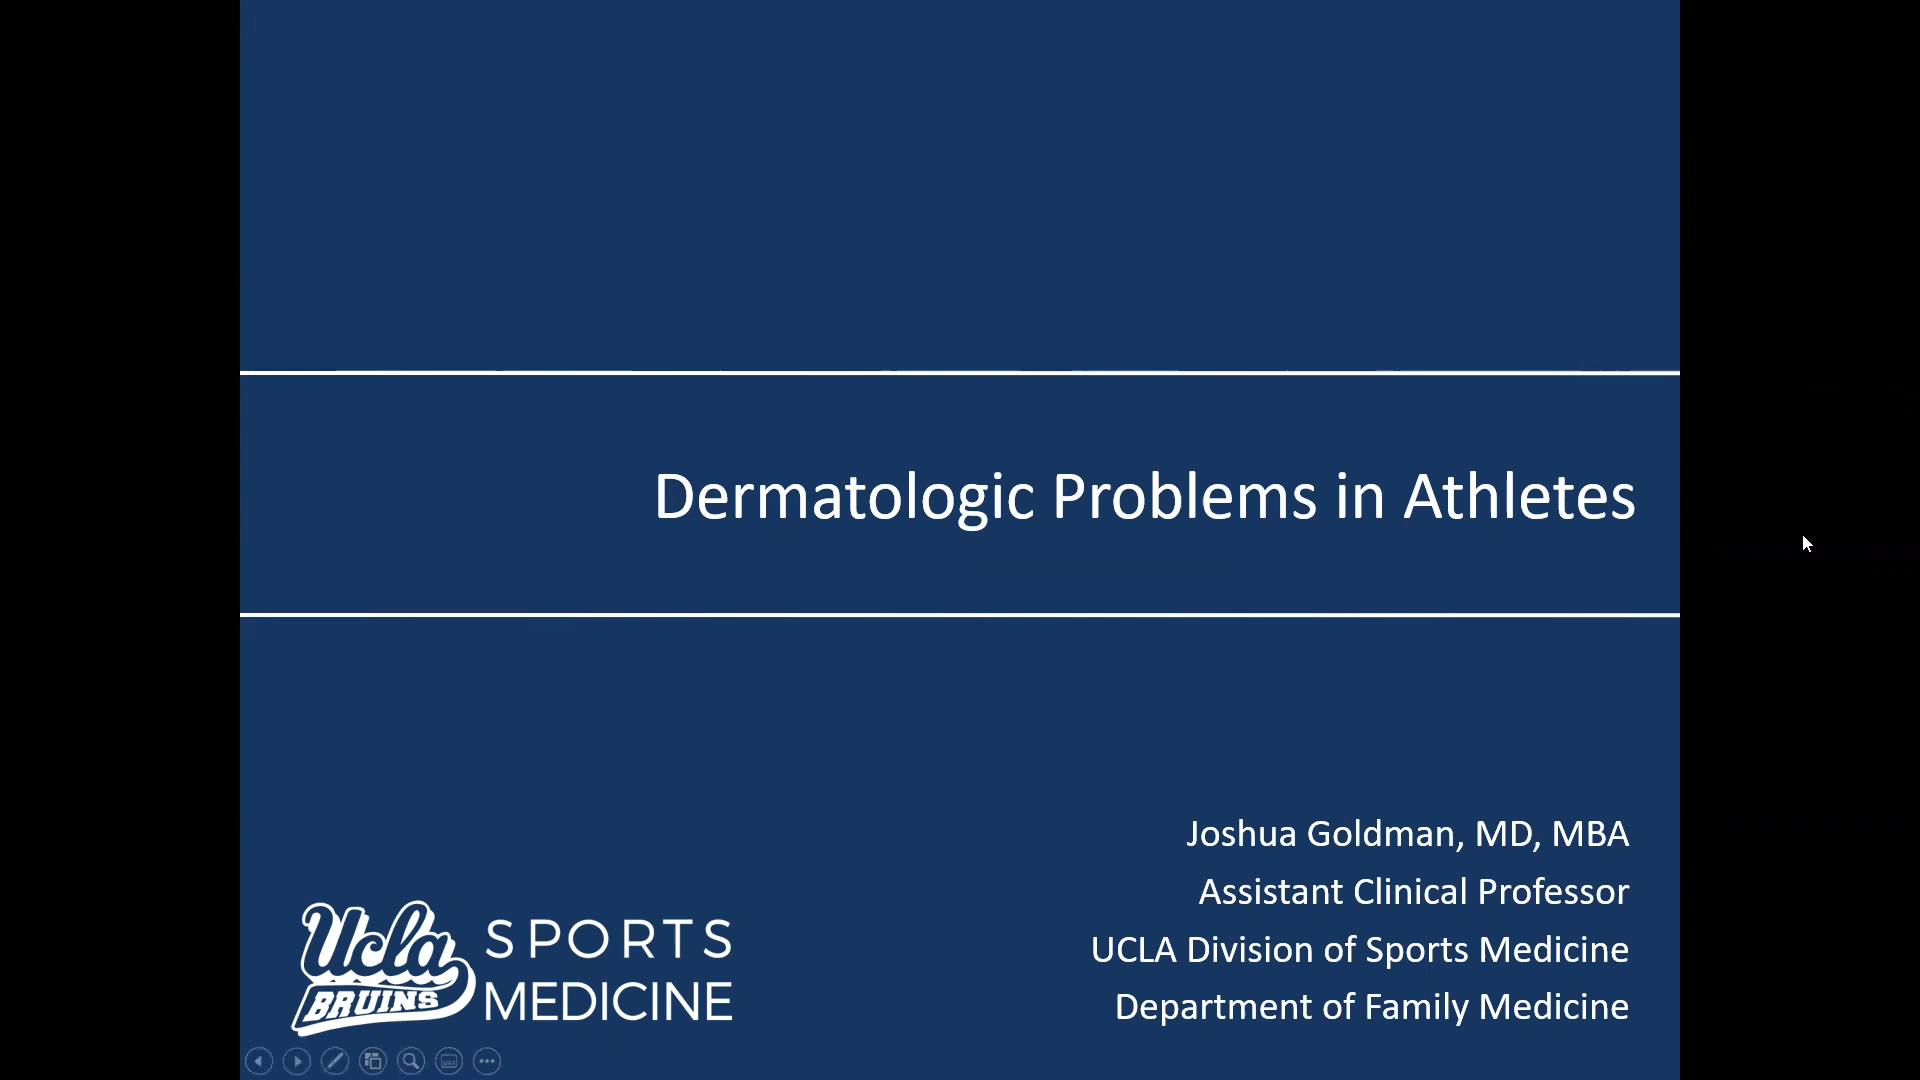 Dermatologic Problems in Athletes
Joshua Goldman, MD, MBA
Assistant Clinical Professor
UCLA Division of Sports Medicine
Department of Family Medicine
Ucla
BRUINS
SPORTS
MEDICINE